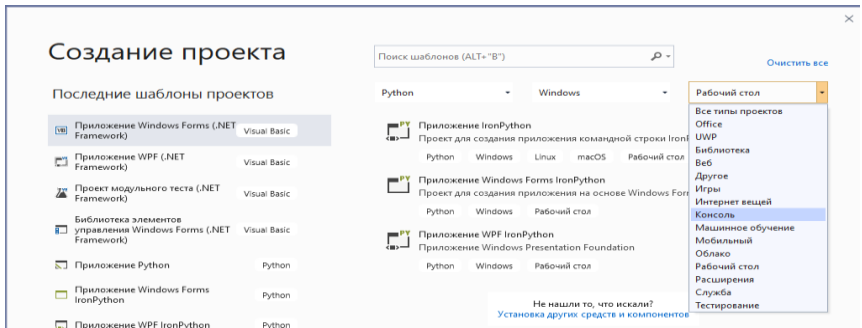 Создание проекта
Последние шаблоны проектов
Приложение Windows Forms (.NET
Framework)
Visual Basic
Приложение WPF (.NET
Framework)
Visual Basic
Проект модульного теста (.NET
Framework)
Visual Basic
Библиотека элементов
управления Windows Forms (.NET
Framework)
Visual Basic
Приложение Python
Python
Приложение Windows Forms
IronPython
Python
Приложение WPF IronPython
Python
Поиск шаблонов (ALT+"В")
Очистить все
Python
Windows
Рабочий стол
Приложение IronPython
Проект для создания приложения командной строки Iron
Python Windows Linux macOS Рабочий стол
Приложение Windows Forms IronPython
Проект для создания приложения на основе Windows For
Python Windows Рабочий стол
Приложение WPF IronPython
Приложение Windows Presentation Foundation
Python Windows Рабочий стол
Не нашли то, что искали?
Установка других средств и компонентов
Все типы проектов
Office
UWP
Библиотека
Веб
Другое
Игры
Интернет вещей
Консоль
Машинное обучение
Мобильный
Облако
Рабочий стол
Расширения
Служба
Тестирование